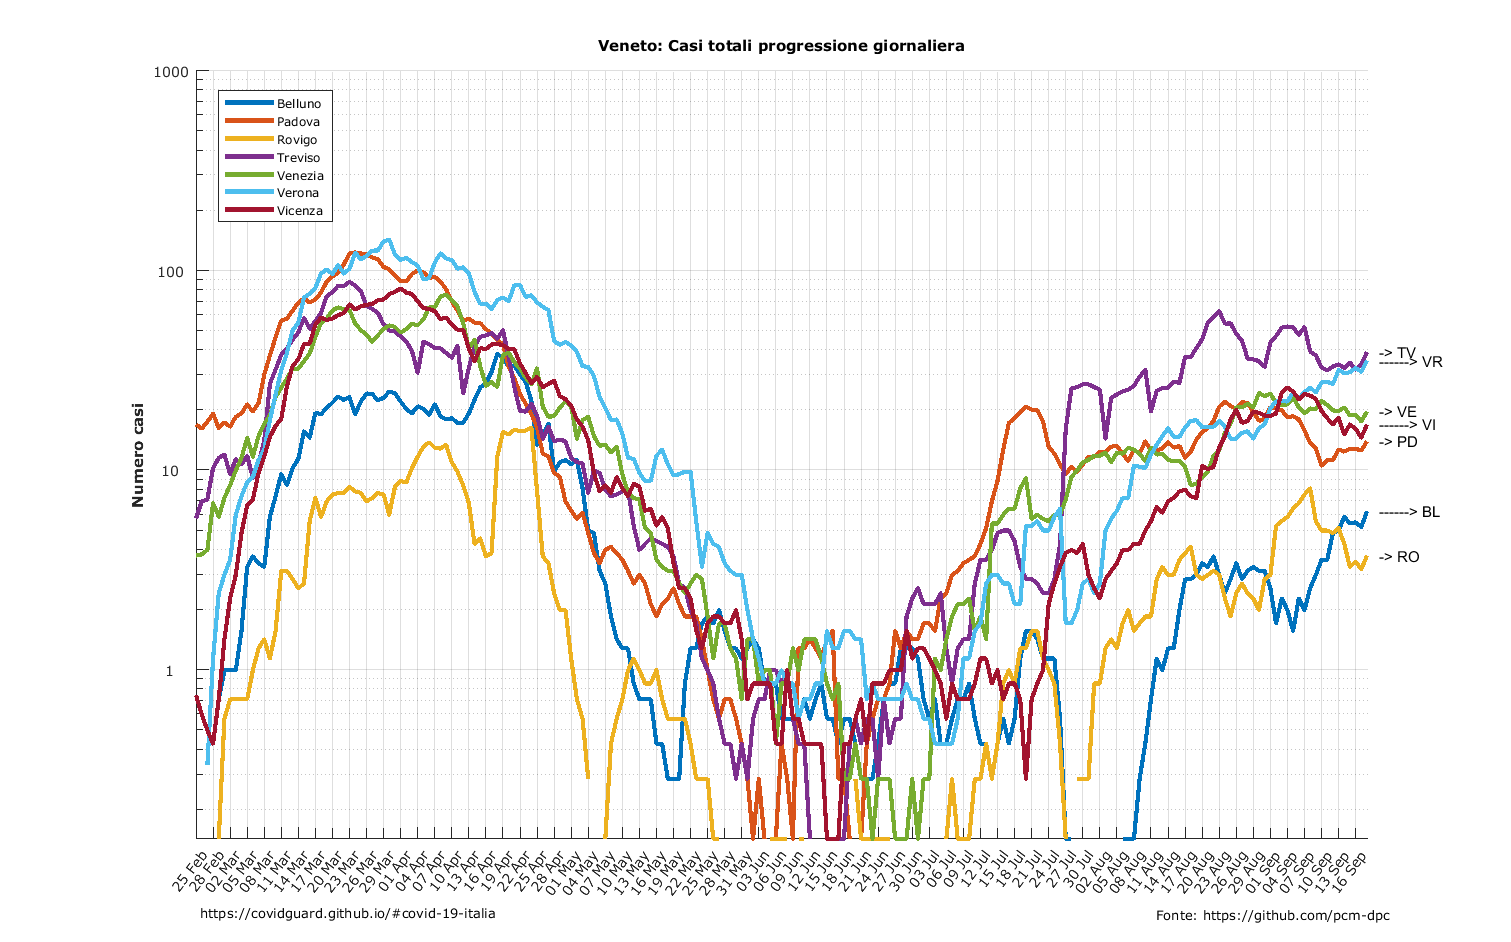 Veneto: Casi totali progressione giornaliera
1000
100
10
1
Numero casi
Belluno
Padova
Rovigo
Treviso
Venezia
Verona
Vicenza
-> TV
------> VR
-> VE
------> VI
-> PD
------> BL
-> RO
25 Feb
28 Feb
02 Mar
05 Mar
08 Mar
11 Mar
14 Mar
17 Mar
20 Mar
23 Mar
26 Mar
29 Mar
01 Apr
04 Apr
07 Apr
10 Apr
13 Apr
16 Apr
19 Apr
22 Apr
25 Apr
28 Apr
01 May
04 May
07 May
10 May
13 May
16 May
19 May
22 May
25 May
28 May
31 May
03 Jun
06 Jun
09 Jun
12 Jun
15 Jun
18 Jun
21 Jun
24 Jun
27 Jun
30 Jun
03 Jul
06 Jul
09 Jul
12 Jul
15 Jul
18 Jul
21 Jul
24 Jul
27 Jul
30 Jul
02 Aug
05 Aug
08 Aug
11 Aug
14 Aug
17 Aug
20 Aug
23 Aug
26 Aug
29 Aug
01 Sep
04 Sep
07 Sep
10 Sep
13 Sep
16 Sep
https://covidguard.github.io/#covid-19-italia
Fonte: https://github.com/pcm-dpc